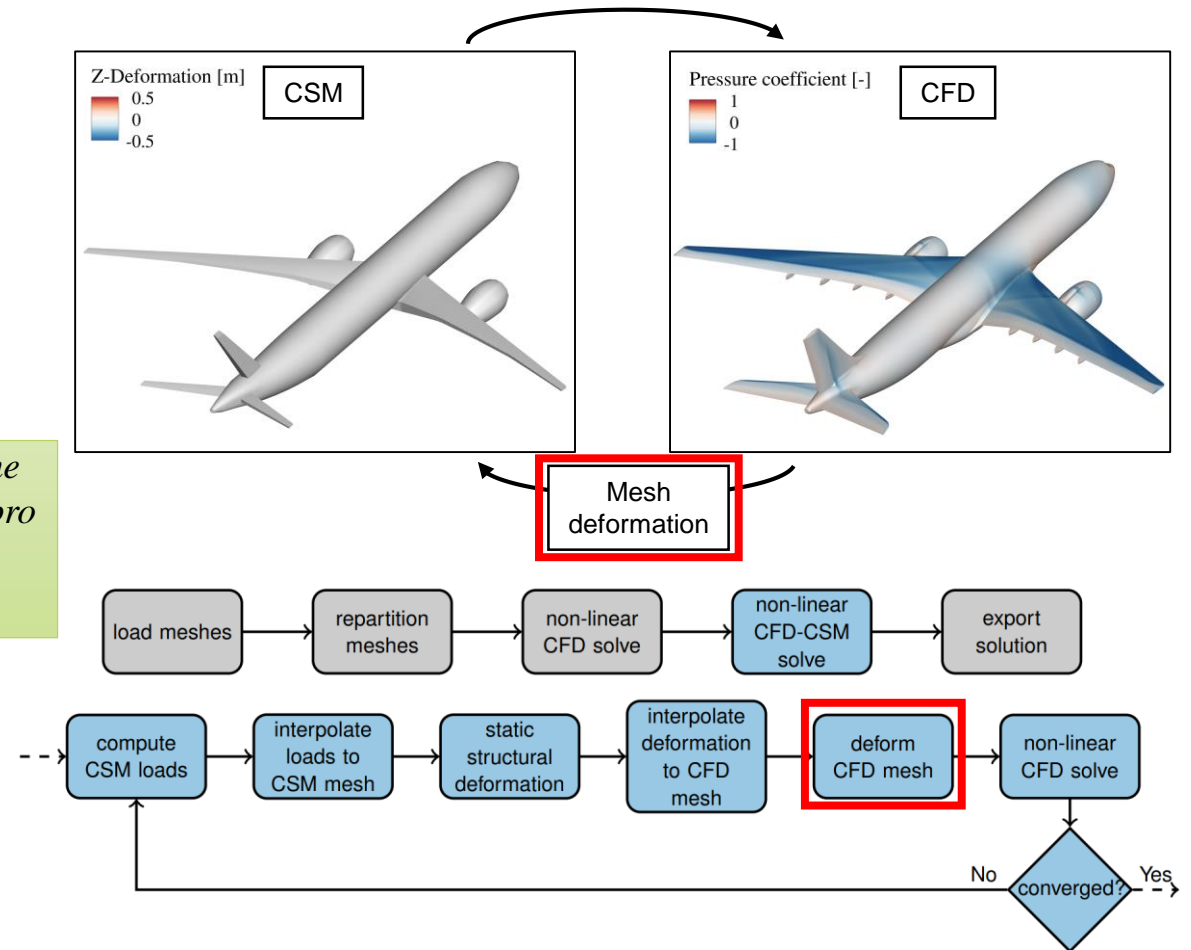 Z-Deformation [m]
0.5
0
-0.5
CSM
Pressure coefficient [-]
1
0
-1
CFD
Mesh
deformation
load meshes
repartition
meshes
non-linear
CFD solve
non-linear
CFD-CSM
solve
export
solution
compute
CSM loads
interpolate
loads to
CSM mesh
static
structural
deformation
interpolate
deformation
to CFD
mesh
deform
CFD mesh
non-linear
CFD solve
No
converged?
Yes